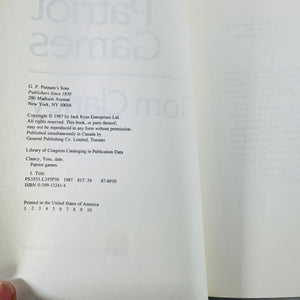 Patriot
Games
Tom Clancy
G. P. Putnam's Sons
Publishers Since 1838
200 Madison Avenue
New York, NY 10016
Copyright © 1987 by Jack Ryan Enterprises Ltd.
All rights reserved. This book, or parts thereof,
may not be reproduced in any form without permission.
Published simultaneously in Canada by
General Publishing Co. Limited, Toronto
Library of Congress Cataloging in Publication Data
Clancy, Tom, date.
Patriot games.
I. Title.
PS3553.L245P38 1987 813'.54 87-6910
ISBN 0-399-13241-4
Printed in the United States of America
1 2 3 4 5 6 7 8 9 10